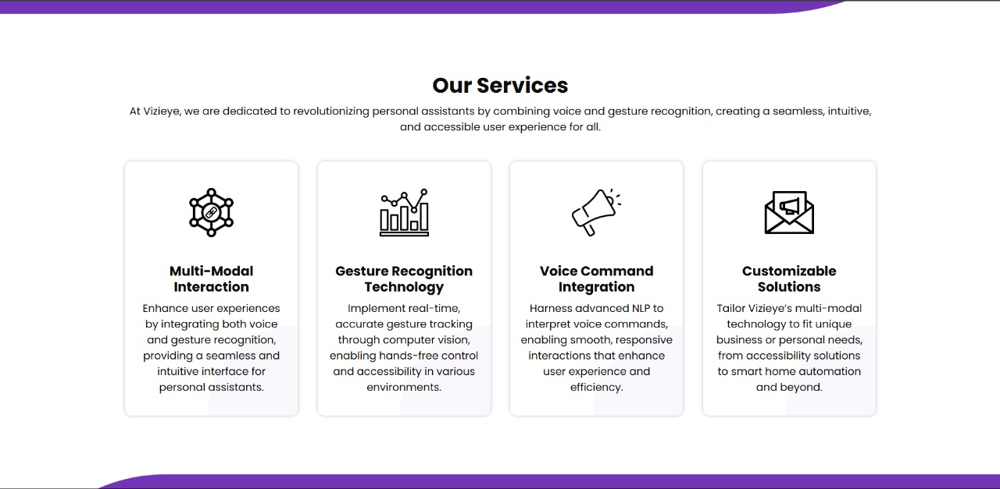 Our Services
At Vizieye, we are dedicated to revolutionizing personal assistants by combining voice and gesture recognition, creating a seamless, intuitive,
and accessible user experience for all.
Multi-Modal
Interaction
Enhance user experiences
by integrating both voice
and gesture recognition,
providing a seamless and
intuitive interface for
personal assistants.
Gesture Recognition
Technology
Implement real-time,
accurate gesture tracking
through computer vision,
enabling hands-free control
and accessibility in various
environments.
Voice Command
Integration
Harness advanced NLP to
interpret voice commands,
enabling smooth, responsive
interactions that enhance
user experience and
efficiency.
Customizable
Solutions
Tailor Vizieye’s multi-modal
technology to fit unique
business or personal needs,
from accessibility solutions
to smart home automation
and beyond.